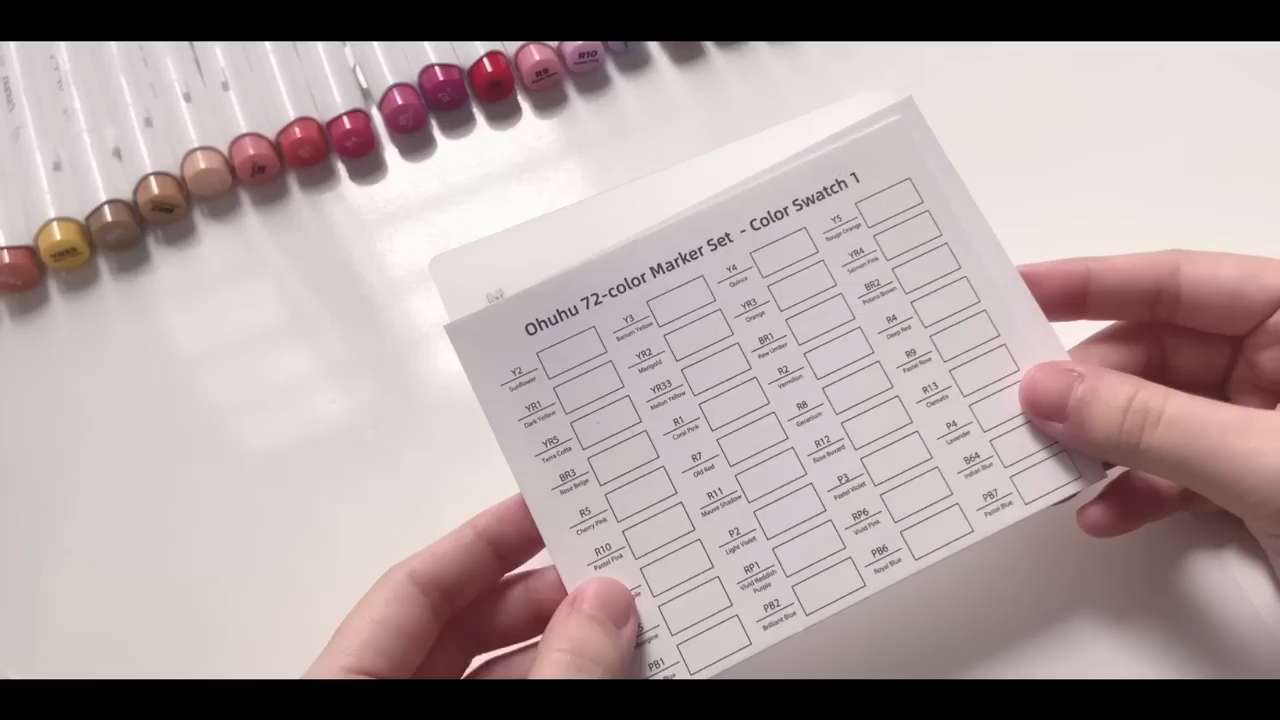 Ohuhu 72-color Marker Set - Color Swatch 1
Y2
Sunflower
Y3
Barium Yellow
Y4
Quince
Y5
Rouge Orange
YR1
Dark Yellow
YR2
Marigold
YR3
Orange
YR4
Salmon Pink
YR5
Terra Cotta
YR33
Melon Yellow
BR1
Raw Umber
BR2
Potato Brown
BR3
Rose Beige
R1
Coral Pink
R2
Vermilion
R4
Deep Red
R5
Cherry Pink
R7
Old Red
R8
Geranium
R9
Pastel Rose
R10
Pastel Pink
R11
Mauve Shadow
R12
Rose Buvard
R13
Clematis
P2
Light Violet
P3
Pastel Violet
P4
Lavender
RP1
Vivid Reddish
Purple
RP6
Vivid Pink
B64
Indian Blue
PB1
PB2
Brilliant Blue
PB6
Royal Blue
PB7
Pastel Blue
R9
R10